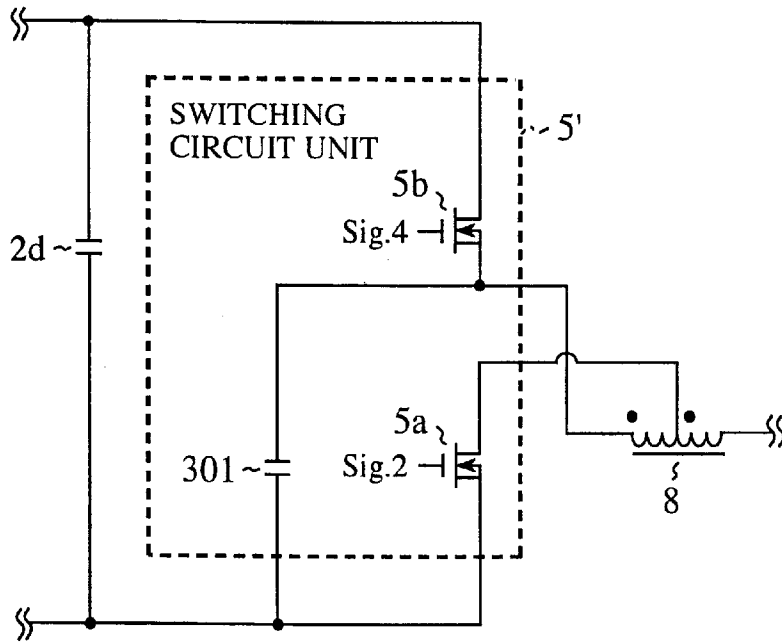 SWITCHING
CIRCUIT UNIT
5'
5b
Sig.4
2d
5a
301
Sig.2
8